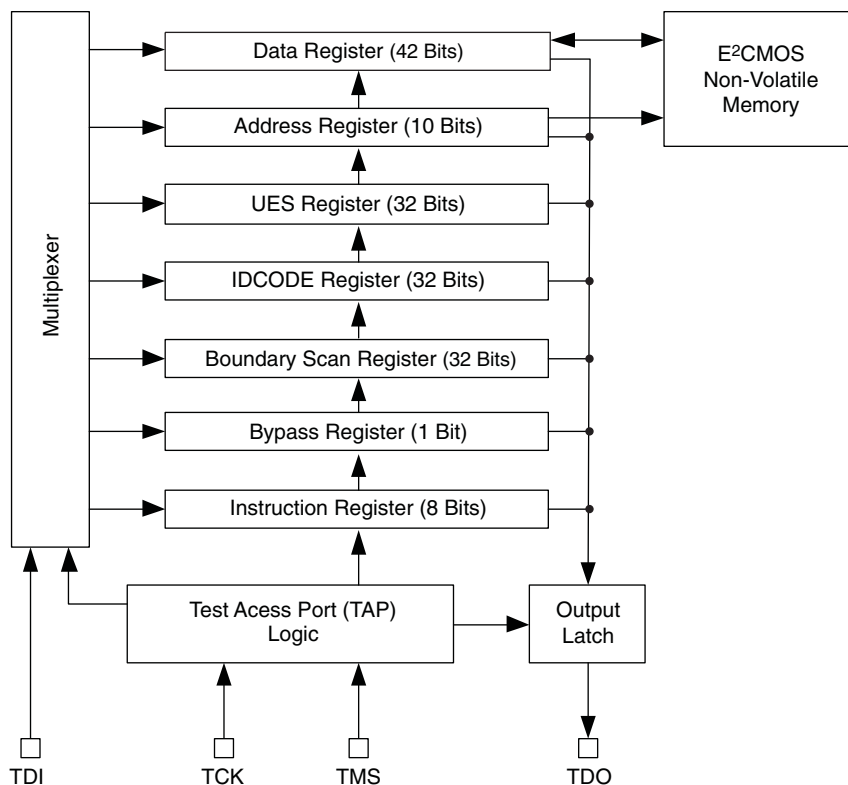 Data Register (42 Bits)
E²CMOS
Non-Volatile
Memory
Address Register (10 Bits)
UES Register (32 Bits)
IDCODE Register (32 Bits)
Multiplexer
Boundary Scan Register (32 Bits)
Bypass Register (1 Bit)
Instruction Register (8 Bits)
Test Acess Port (TAP)
Logic
Output
Latch
TDI
TCK
TMS
TDO